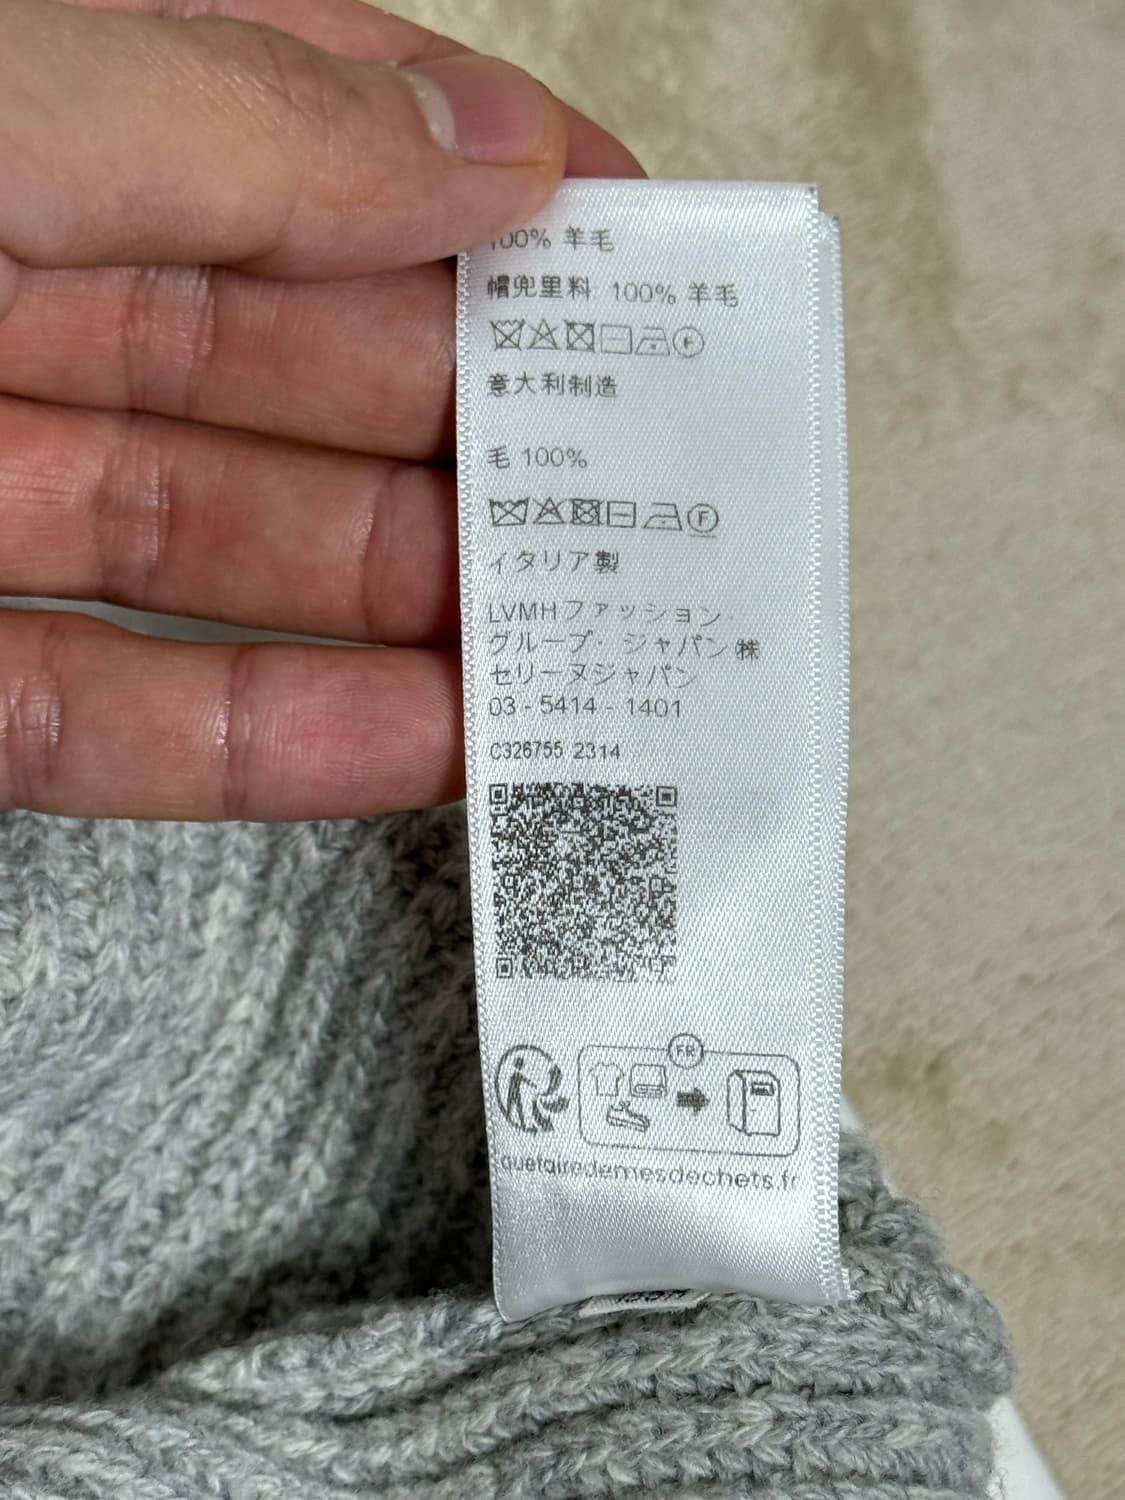 100% 羊毛
帽兜里料 100% 羊毛
F
意大利制造
毛 100%
F
イタリア製
LVMHファッション・
グループ・ジャパン㈱
セリーヌジャパン
03 - 5414 - 1401
C326755 2314
FR
quefairedemesdechets.fr